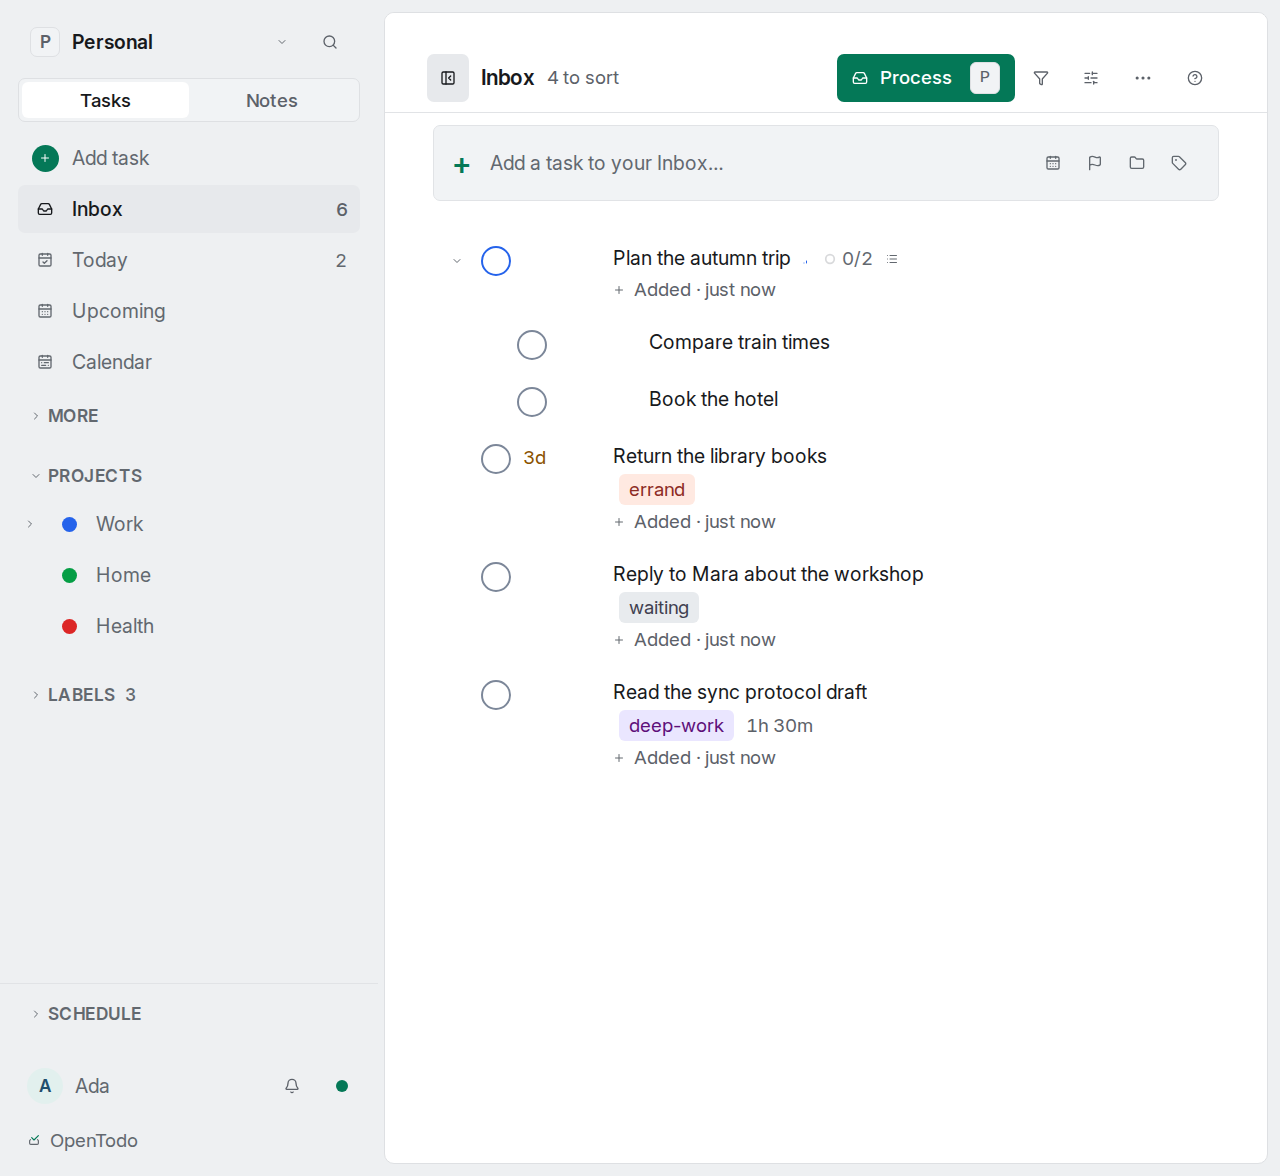 P Personal
Tasks Notes
Add task
Inbox 6
Today 2
Upcoming
Calendar
MORE
PROJECTS
Work
Home
Health
LABELS 3
SCHEDULE
A Ada
OpenTodo
Inbox 4 to sort Process P
+ Add a task to your Inbox...
Plan the autumn trip 0/2
+ Added · just now
Compare train times
Book the hotel
3d Return the library books
errand
+ Added · just now
Reply to Mara about the workshop
waiting
+ Added · just now
Read the sync protocol draft
deep-work 1h 30m
+ Added · just now